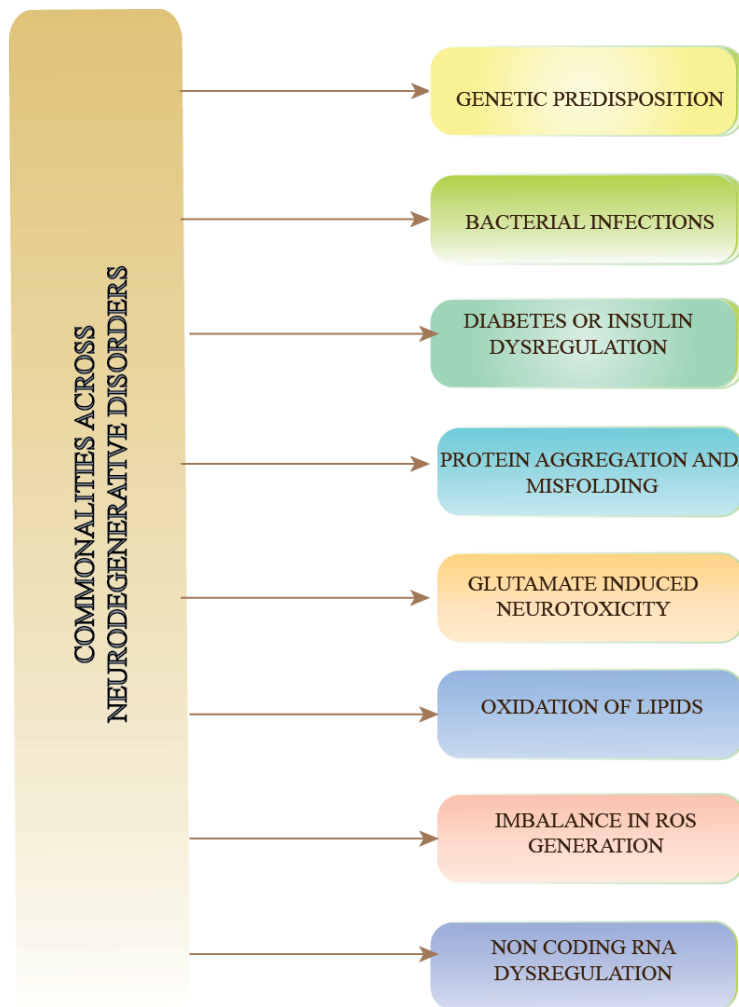 COMMONALITIES ACROSS
NEURODEGENERATIVE DISORDERS
GENETIC PREDISPOSITION
BACTERIAL INFECTIONS
DIABETES OR INSULIN
DYSREGULATION
PROTEIN AGGREGATION AND
MISFOLDING
GLUTAMATE INDUCED
NEUROTOXICITY
OXIDATION OF LIPIDS
IMBALANCE IN ROS
GENERATION
NON CODING RNA
DYSREGULATION